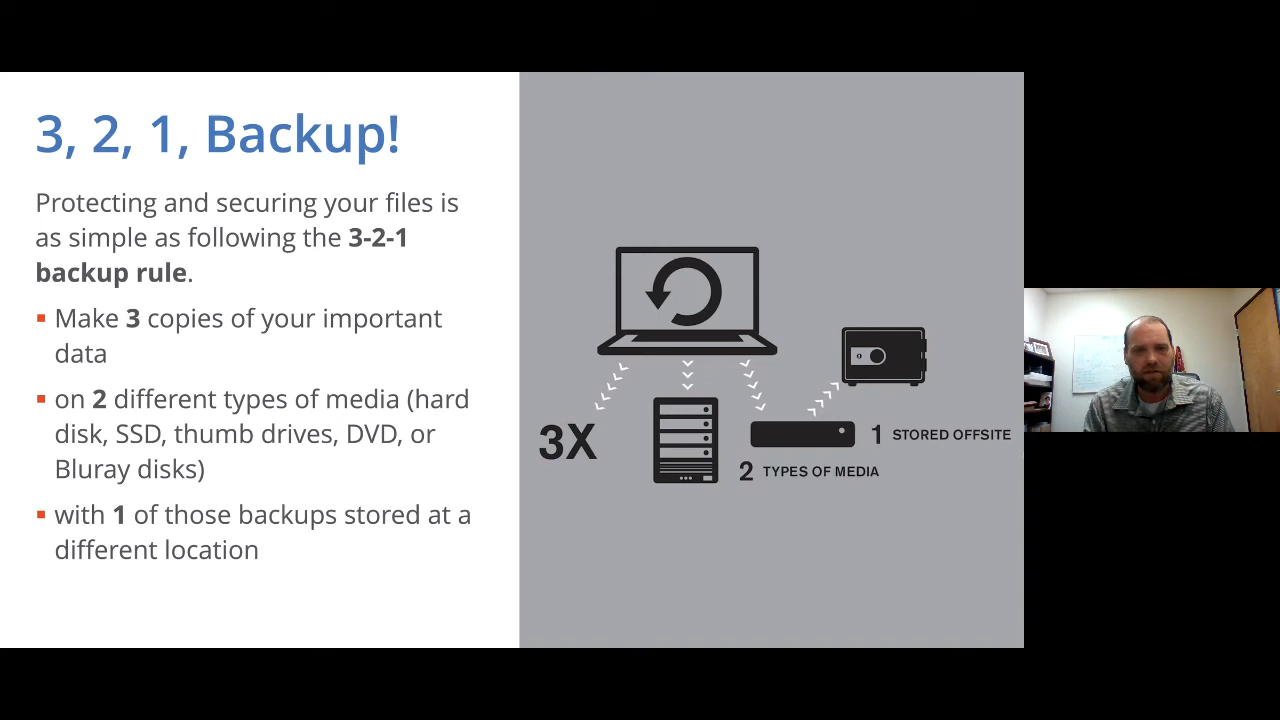 3, 2, 1, Backup!
Protecting and securing your files is
as simple as following the 3-2-1
backup rule.
▪ Make 3 copies of your important
data
▪ on 2 different types of media (hard
disk, SSD, thumb drives, DVD, or
Bluray disks)
▪ with 1 of those backups stored at a
different location
3X
1 STORED OFFSITE
2 TYPES OF MEDIA